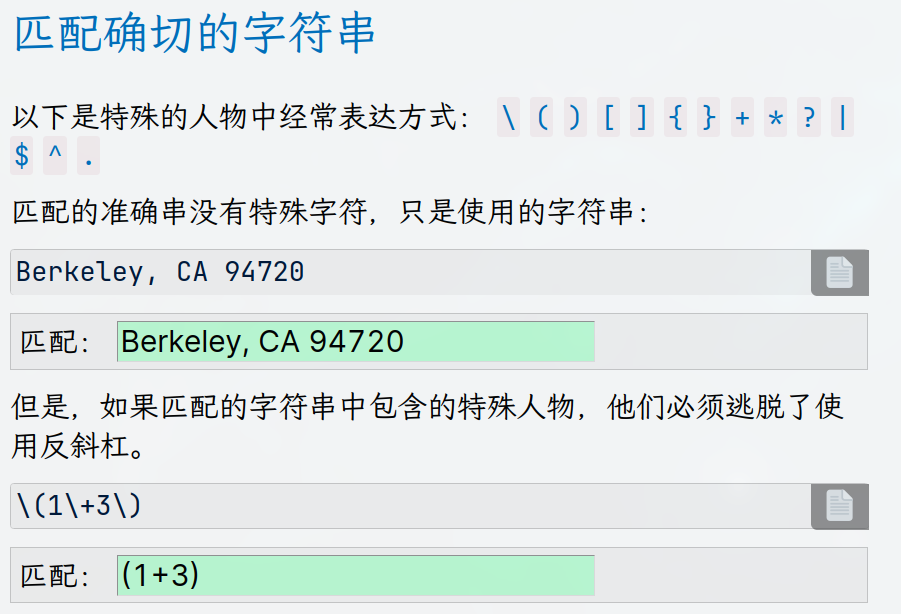 匹配确切的字符串
以下是特殊的人物中经常表达方式： \ ( ) [ ] { } + * ? |
$ ^ .
匹配的准确串没有特殊字符，只是使用的字符串：
Berkeley, CA 94720
匹配： Berkeley, CA 94720
但是，如果匹配的字符串中包含的特殊人物，他们必须逃脱了使
用反斜杠。
\(1\+3\)
匹配： (1+3)